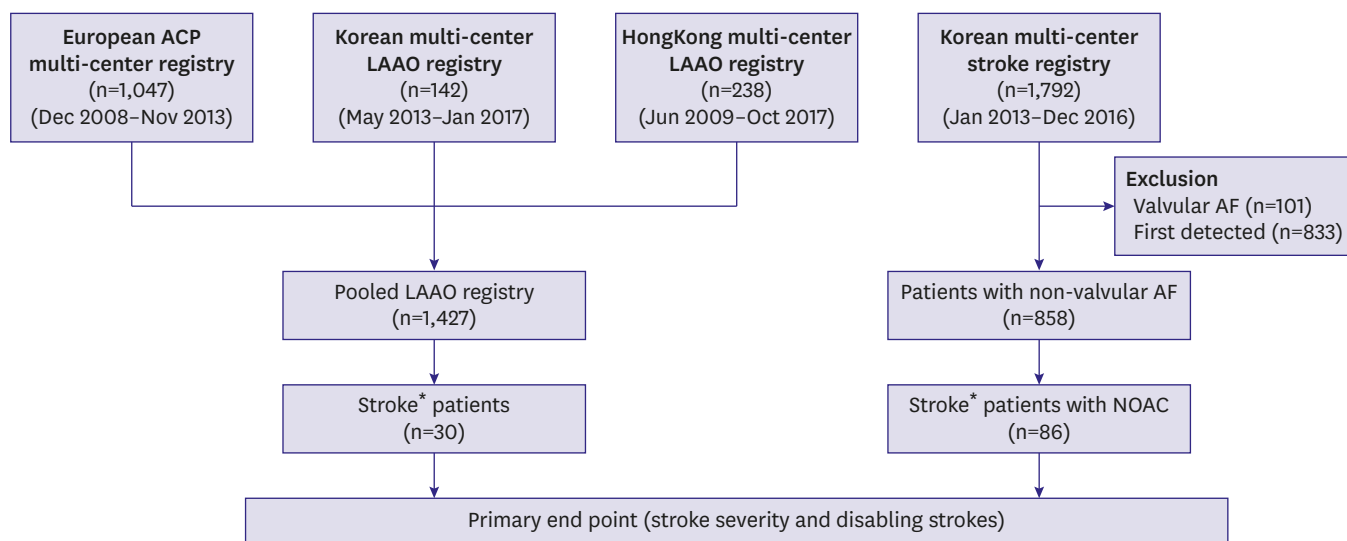 European ACP
multi-center registry
(n=1,047)
(Dec 2008–Nov 2013)
Korean multi-center
LAAO registry
(n=142)
(May 2013–Jan 2017)
HongKong multi-center
LAAO registry
(n=238)
(Jun 2009–Oct 2017)
Korean multi-center
stroke registry
(n=1,792)
(Jan 2013–Dec 2016)
Exclusion
Valvular AF (n=101)
First detected (n=833)
Pooled LAAO registry
(n=1,427)
Patients with non-valvular AF
(n=858)
Stroke* patients
(n=30)
Stroke* patients with NOAC
(n=86)
Primary end point (stroke severity and disabling strokes)